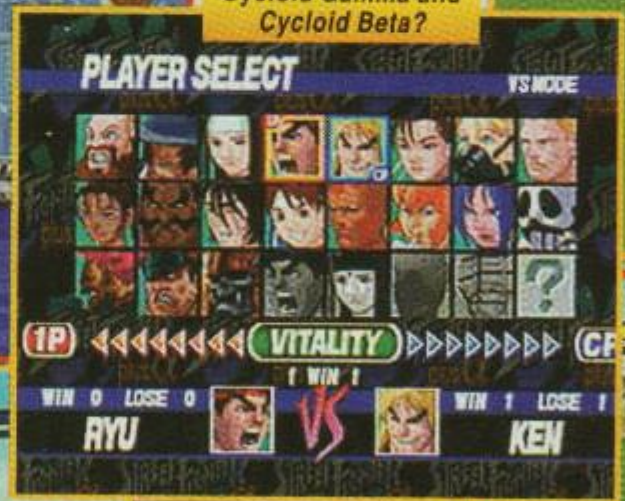 Cycloid Gamma and
Cycloid Beta?
PLAYER SELECT
VS MODE
?
1P
VITALITY
CP
1 WIN 1
WIN 0 LOSE 0
VS
WIN 1 LOSE 1
RYU
KEN